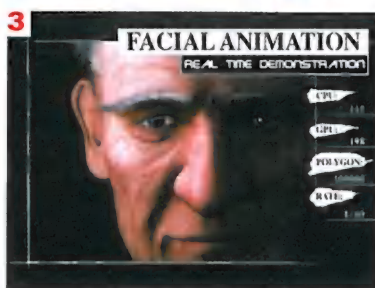 3
FACIAL ANIMATION
REAL TIME DEMONSTRATION
CPU:
GPU:
POLYGON:
RATE: